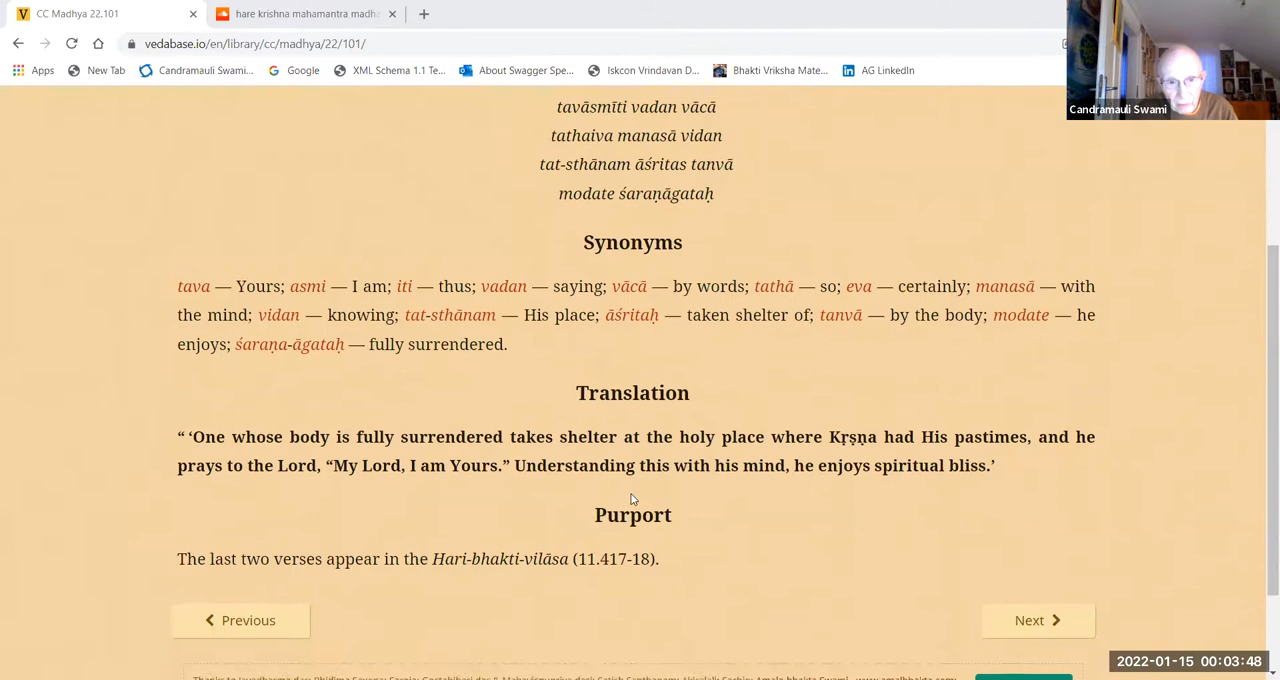 CC Madhya 22.101
hare krishna mahamantra madha
vedabase.io/en/library/cc/madhya/22/101/
Apps New Tab Candramauli Swami... Google XML Schema 1.1 Te... About Swagger Spe... Iskcon Vrindavan D... Bhakti Vriksha Mate... AG LinkedIn
Candramauli Swami
tavāsmīti vadan vācā
tathaiva manasā vidan
tat-sthānam āśritas tanvā
modate śaraṇāgataḥ
Synonyms
tava — Yours; asmi — I am; iti — thus; vadan — saying; vācā — by words; tathā — so; eva — certainly; manasā — with
the mind; vidan — knowing; tat-sthānam — His place; āśritaḥ — taken shelter of; tanvā — by the body; modate — he
enjoys; śaraṇa-āgataḥ — fully surrendered.
Translation
“ ‘One whose body is fully surrendered takes shelter at the holy place where Kṛṣṇa had His pastimes, and he
prays to the Lord, “My Lord, I am Yours.” Understanding this with his mind, he enjoys spiritual bliss.’
Purport
The last two verses appear in the Hari-bhakti-vilāsa (11.417-18).
Previous
Next
2022-01-15 00:03:48